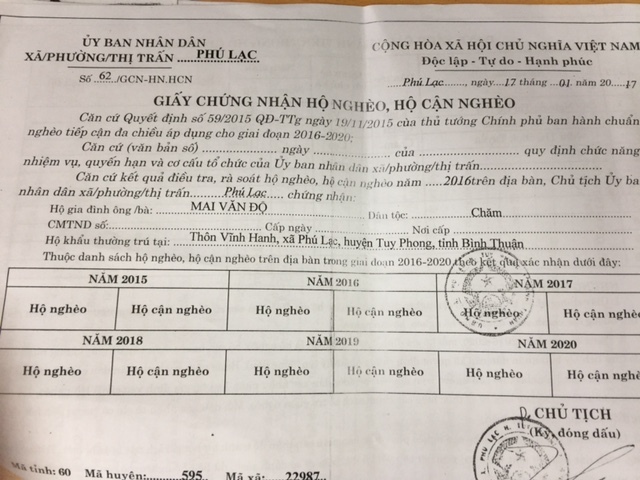 ỦY BAN NHÂN DÂN
XÃ/PHƯỜNG/THỊ TRẤN PHÚ LẠC
Số 62 /GCN-HN.HCN
CỘNG HÒA XÃ HỘI CHỦ NGHĨA VIỆT NAM
Độc lập - Tự do - Hạnh phúc
Phú Lạc, ngày 17 tháng 01 năm 20 17
GIẤY CHỨNG NHẬN HỘ NGHÈO, HỘ CẬN NGHÈO
Căn cứ Quyết định số 59/2015 QĐ-TTg ngày 19/11/2015 của thủ tướng Chính phủ ban hành chuẩn
nghèo tiếp cận đa chiều áp dụng cho giai đoạn 2016-2020;
Căn cứ (văn bản số) ........ ngày ........ của ........ quy định chức năng
nhiệm vụ, quyền hạn và cơ cấu tổ chức của Ủy ban nhân dân xã/phường/thị trấn........
Căn cứ kết quả điều tra, rà soát hộ nghèo, hộ cận nghèo năm .....2016 trên địa bàn, Chủ tịch Ủy ban
nhân dân xã/phường/thị trấn Phú Lạc chứng nhận:
Hộ gia đình ông /bà: MAI VĂN ĐỘ Dân tộc: Chăm
CMTND số: Cấp ngày Nơi cấp
Hộ khẩu thường trú tại: Thôn Vĩnh Hanh, xã Phú Lạc, huyện Tuy Phong, tỉnh Bình Thuận
Thuộc danh sách hộ nghèo, hộ cận nghèo trên địa bàn trong giai đoạn 2016-2020 theo kết quả xác nhận dưới đây:
NĂM 2015 NĂM 2016 NĂM 2017
Hộ nghèo Hộ cận nghèo Hộ nghèo Hộ cận nghèo Hộ nghèo Hộ cận nghèo
NĂM 2018 NĂM 2019 NĂM 2020
Hộ nghèo Hộ cận nghèo Hộ nghèo Hộ cận nghèo Hộ nghèo Hộ cận nghèo
CHỦ TỊCH
(Ký, đóng dấu)
Mã tỉnh: 60 Mã huyện: 595 Mã xã: 22987